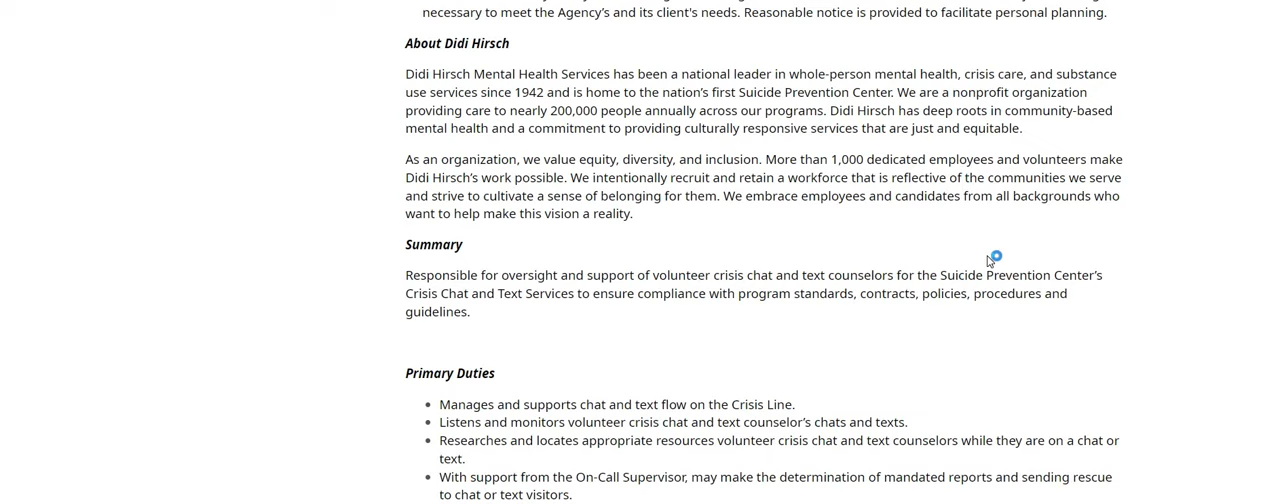 necessary to meet the Agency’s and its client's needs. Reasonable notice is provided to facilitate personal planning.
About Didi Hirsch
Didi Hirsch Mental Health Services has been a national leader in whole-person mental health, crisis care, and substance
use services since 1942 and is home to the nation’s first Suicide Prevention Center. We are a nonprofit organization
providing care to nearly 200,000 people annually across our programs. Didi Hirsch has deep roots in community-based
mental health and a commitment to providing culturally responsive services that are just and equitable.
As an organization, we value equity, diversity, and inclusion. More than 1,000 dedicated employees and volunteers make
Didi Hirsch’s work possible. We intentionally recruit and retain a workforce that is reflective of the communities we serve
and strive to cultivate a sense of belonging for them. We embrace employees and candidates from all backgrounds who
want to help make this vision a reality.
Summary
Responsible for oversight and support of volunteer crisis chat and text counselors for the Suicide Prevention Center’s
Crisis Chat and Text Services to ensure compliance with program standards, contracts, policies, procedures and
guidelines.
Primary Duties
• Manages and supports chat and text flow on the Crisis Line.
• Listens and monitors volunteer crisis chat and text counselor’s chats and texts.
• Researches and locates appropriate resources volunteer crisis chat and text counselors while they are on a chat or
text.
• With support from the On-Call Supervisor, may make the determination of mandated reports and sending rescue
to chat or text visitors.